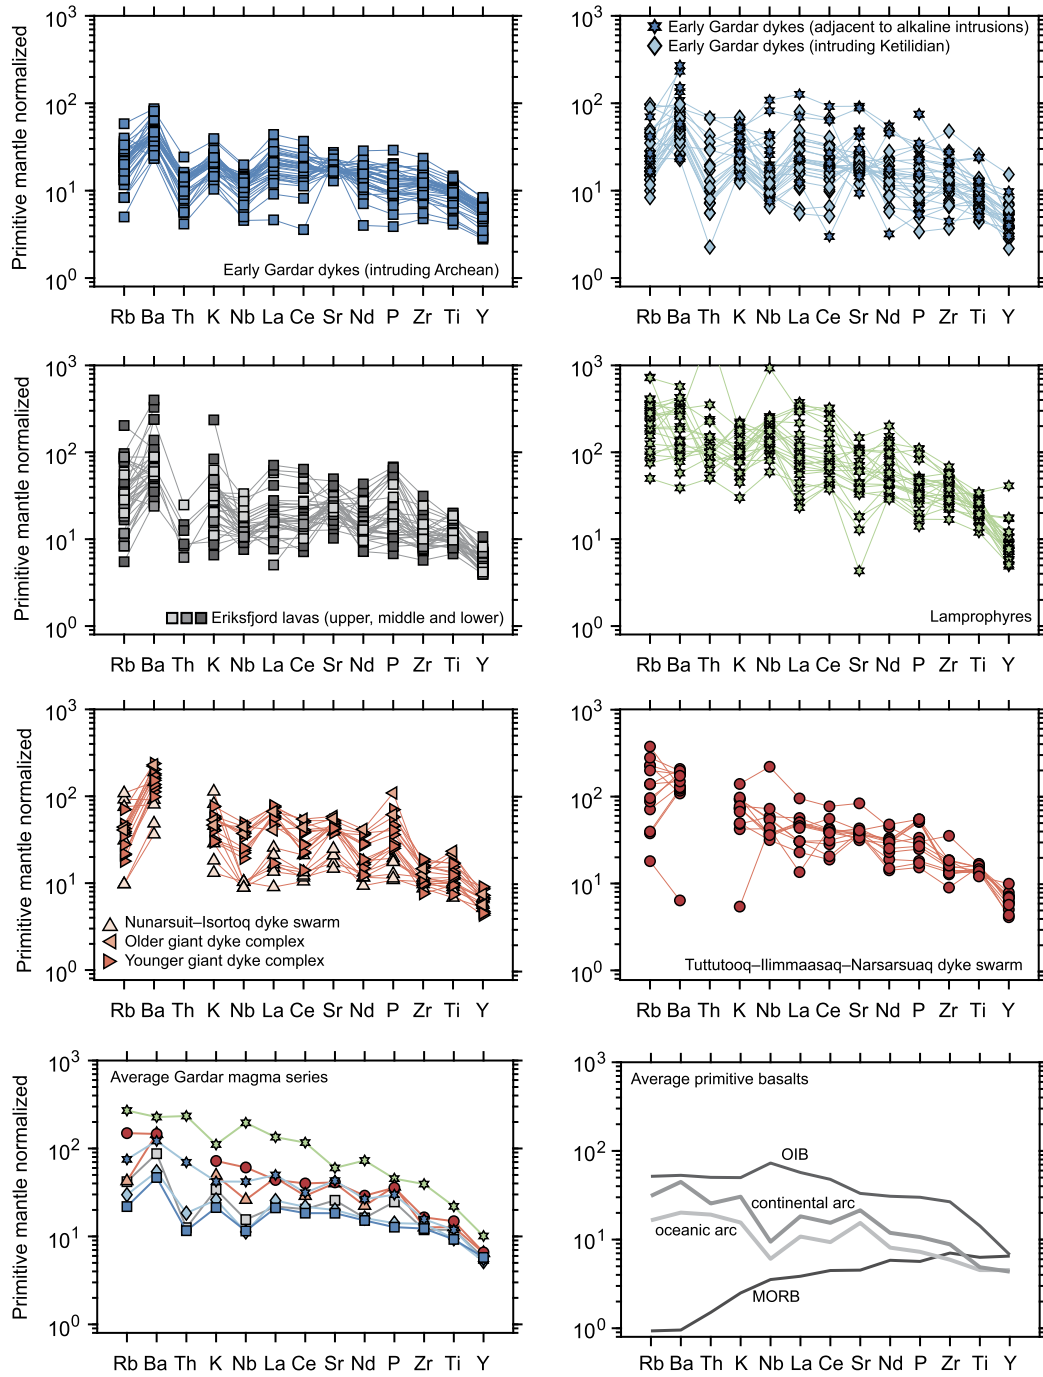 Primitive mantle normalized
10³
10²
10¹
10⁰
Early Gardar dykes (intruding Archean)
Rb Ba Th K Nb La Ce Sr Nd P Zr Ti Y
10³
10²
10¹
10⁰
Early Gardar dykes (adjacent to alkaline intrusions)
Early Gardar dykes (intruding Ketilidian)
Rb Ba Th K Nb La Ce Sr Nd P Zr Ti Y
Primitive mantle normalized
10³
10²
10¹
10⁰
Eriksfjord lavas (upper, middle and lower)
Rb Ba Th K Nb La Ce Sr Nd P Zr Ti Y
10³
10²
10¹
10⁰
Lamprophyres
Rb Ba Th K Nb La Ce Sr Nd P Zr Ti Y
Primitive mantle normalized
10³
10²
10¹
10⁰
Nunarsuit–Isortoq dyke swarm
Older giant dyke complex
Younger giant dyke complex
Rb Ba Th K Nb La Ce Sr Nd P Zr Ti Y
10³
10²
10¹
10⁰
Tuttutooq–Ilimmaasaq–Narsarsuaq dyke swarm
Rb Ba Th K Nb La Ce Sr Nd P Zr Ti Y
Primitive mantle normalized
10³
10²
10¹
10⁰
Average Gardar magma series
Rb Ba Th K Nb La Ce Sr Nd P Zr Ti Y
10³
10²
10¹
10⁰
Average primitive basalts
OIB
continental arc
oceanic arc
MORB
Rb Ba Th K Nb La Ce Sr Nd P Zr Ti Y